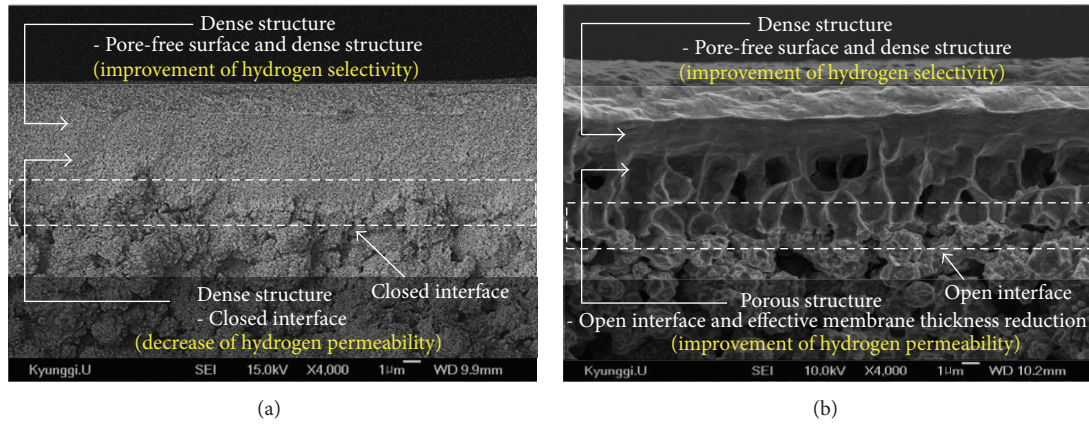 Dense structure
- Pore-free surface and dense structure
(improvement of hydrogen selectivity)
Closed interface
Dense structure
- Closed interface
(decrease of hydrogen permeability)
Kyunggi.U SEI 15.0kV X4,000 1μm WD 9.9mm
(a)
Dense structure
- Pore-free surface and dense structure
(improvement of hydrogen selectivity)
Open interface
Porous structure
- Open interface and effective membrane thickness reduction
(improvement of hydrogen permeability)
Kyunggi.U SEI 10.0kV X4,000 1μm WD 10.2mm
(b)